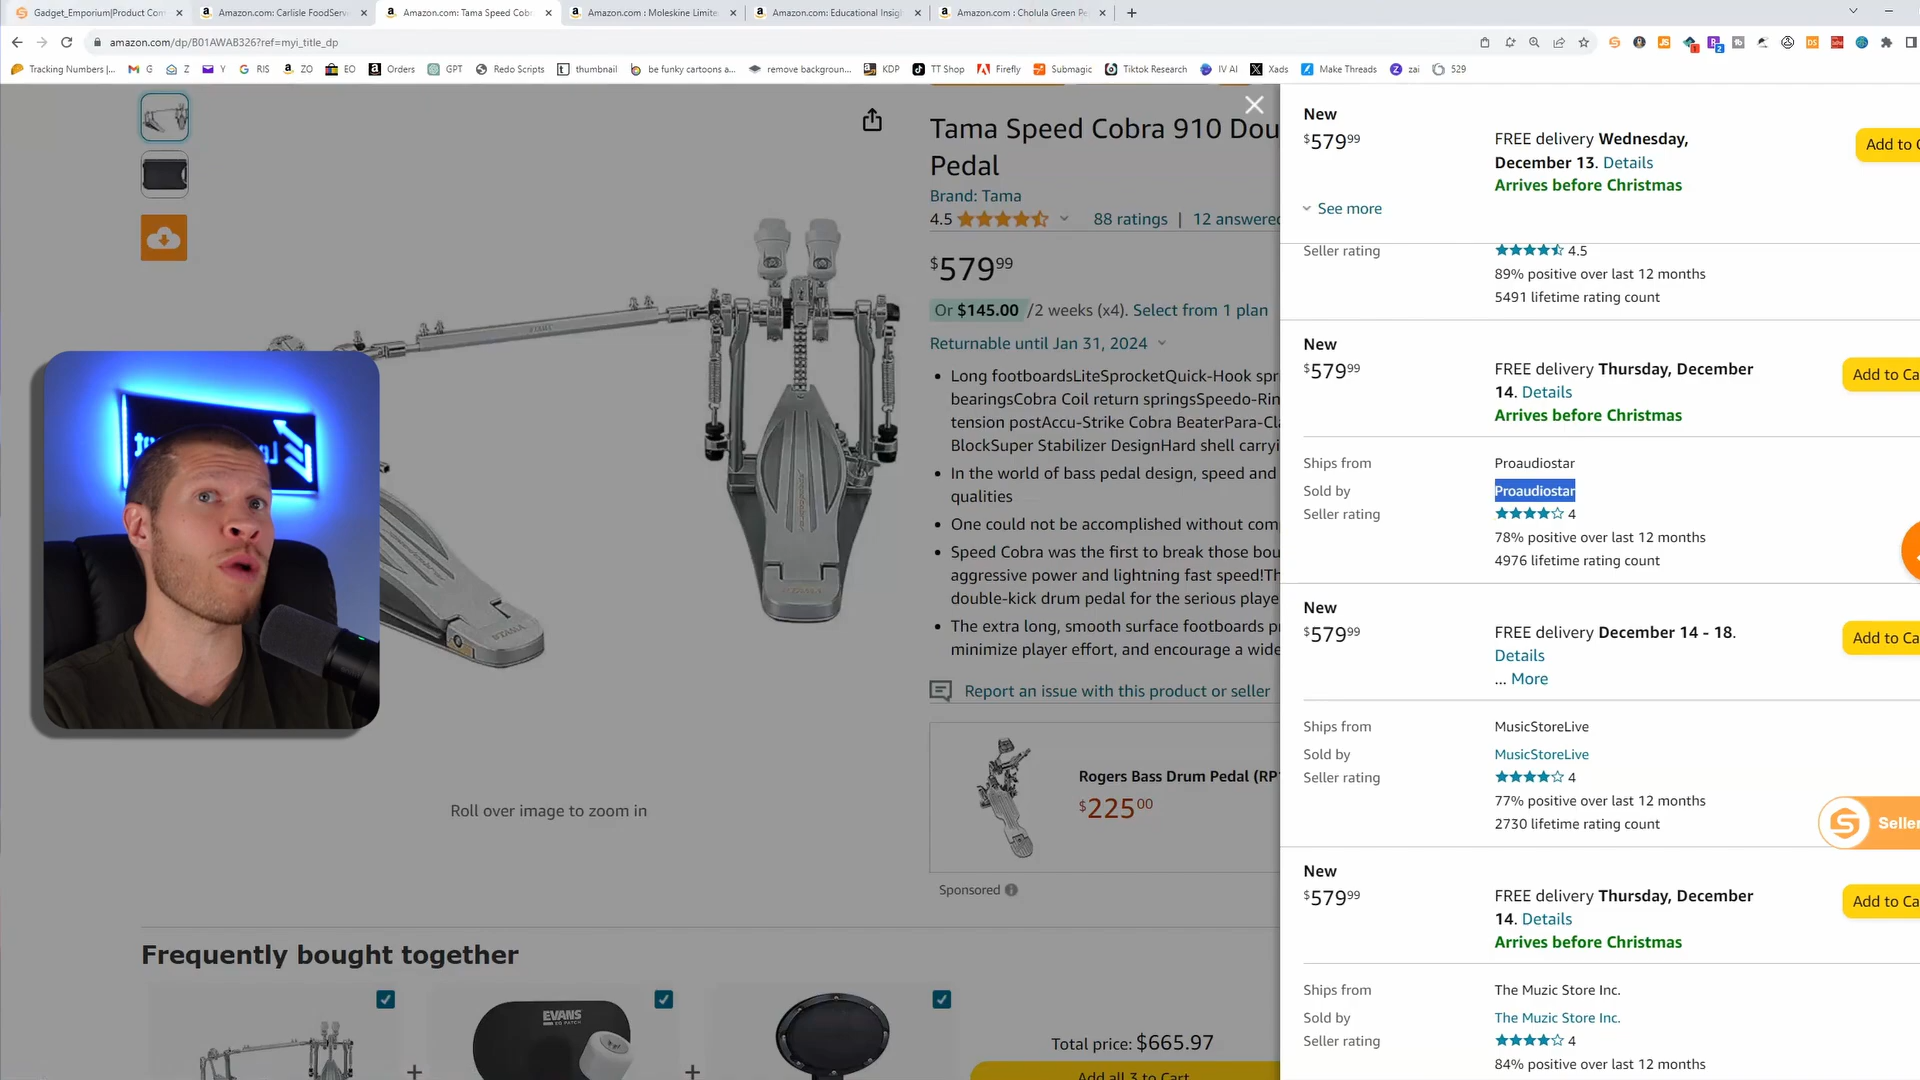 Gadget_Emporium|Product Com
Amazon.com: Carlisle FoodServ
Amazon.com: Tama Speed Cobr
Amazon.com : Moleskine Limite
Amazon.com: Educational Insig
Amazon.com : Cholula Green Pe
amazon.com/dp/B01AWAB326?ref=myi_title_dp
Tracking Numbers |...
G
Z
Y
RIS
ZO
EO
Orders
GPT
Redo Scripts
thumbnail
be funky cartoons a...
remove backgroun...
KDP
TT Shop
Firefly
Submagic
Tiktok Research
IV AI
Xads
Make Threads
zai
529
Tama Speed Cobra 910 Dou
Pedal
Brand: Tama
4.5
88 ratings | 12 answered
$579⁹⁹
Or $145.00 /2 weeks (x4). Select from 1 plan
Returnable until Jan 31, 2024
• Long footboardsLiteSprocketQuick-Hook spr
bearingsCobra Coil return springsSpeedo-Rin
tension postAccu-Strike Cobra BeaterPara-Cla
BlockSuper Stabilizer DesignHard shell carryi
• In the world of bass pedal design, speed and
qualities
• One could not be accomplished without com
• Speed Cobra was the first to break those bou
aggressive power and lightning fast speed!Th
double-kick drum pedal for the serious playe
• The extra long, smooth surface footboards p
minimize player effort, and encourage a wide
Report an issue with this product or seller
Rogers Bass Drum Pedal (RP
$225⁰⁰
Sponsored
Roll over image to zoom in
TAMA
Frequently bought together
EVANS
EQ PATCH
+
+
Total price: $665.97
Add all 3 to Cart
New
$579⁹⁹
FREE delivery Wednesday,
December 13. Details
Arrives before Christmas
Add to C
See more
Seller rating
4.5
89% positive over last 12 months
5491 lifetime rating count
New
$579⁹⁹
FREE delivery Thursday, December
14. Details
Arrives before Christmas
Add to Ca
Ships from
Proaudiostar
Sold by
Proaudiostar
Seller rating
4
78% positive over last 12 months
4976 lifetime rating count
New
$579⁹⁹
FREE delivery December 14 - 18.
Details
... More
Add to Ca
Ships from
MusicStoreLive
Sold by
MusicStoreLive
Seller rating
4
77% positive over last 12 months
2730 lifetime rating count
Seller
New
$579⁹⁹
FREE delivery Thursday, December
14. Details
Arrives before Christmas
Add to Ca
Ships from
The Muzic Store Inc.
Sold by
The Muzic Store Inc.
Seller rating
4
84% positive over last 12 months